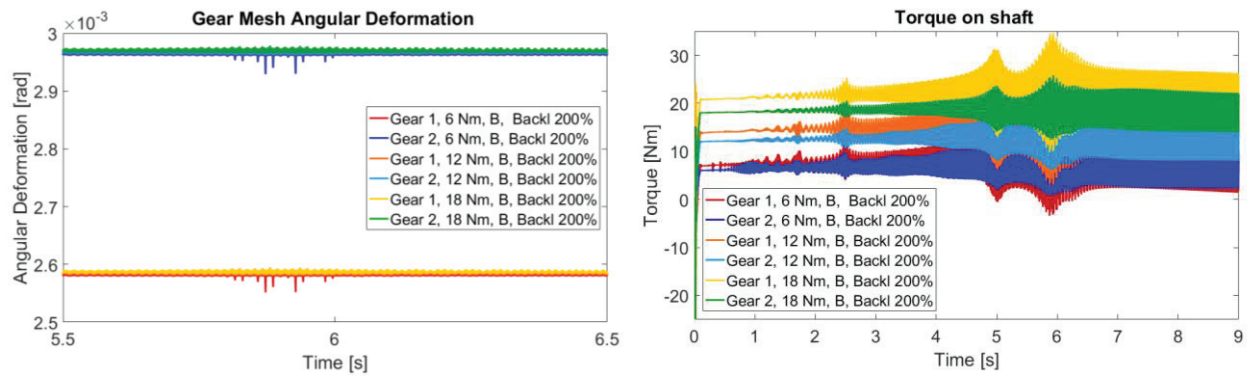 Gear Mesh Angular Deformation
×10⁻³
3
2.9
2.8
2.7
2.6
2.5
Angular Deformation [rad]
Gear 1, 6 Nm, B, Backl 200%
Gear 2, 6 Nm, B, Backl 200%
Gear 1, 12 Nm, B, Backl 200%
Gear 2, 12 Nm, B, Backl 200%
Gear 1, 18 Nm, B, Backl 200%
Gear 2, 18 Nm, B, Backl 200%
5.5 6 6.5
Time [s]
Torque on shaft
30
20
10
0
-10
-20
Torque [Nm]
Gear 1, 6 Nm, B, Backl 200%
Gear 2, 6 Nm, B, Backl 200%
Gear 1, 12 Nm, B, Backl 200%
Gear 2, 12 Nm, B, Backl 200%
Gear 1, 18 Nm, B, Backl 200%
Gear 2, 18 Nm, B, Backl 200%
0 1 2 3 4 5 6 7 8 9
Time [s]